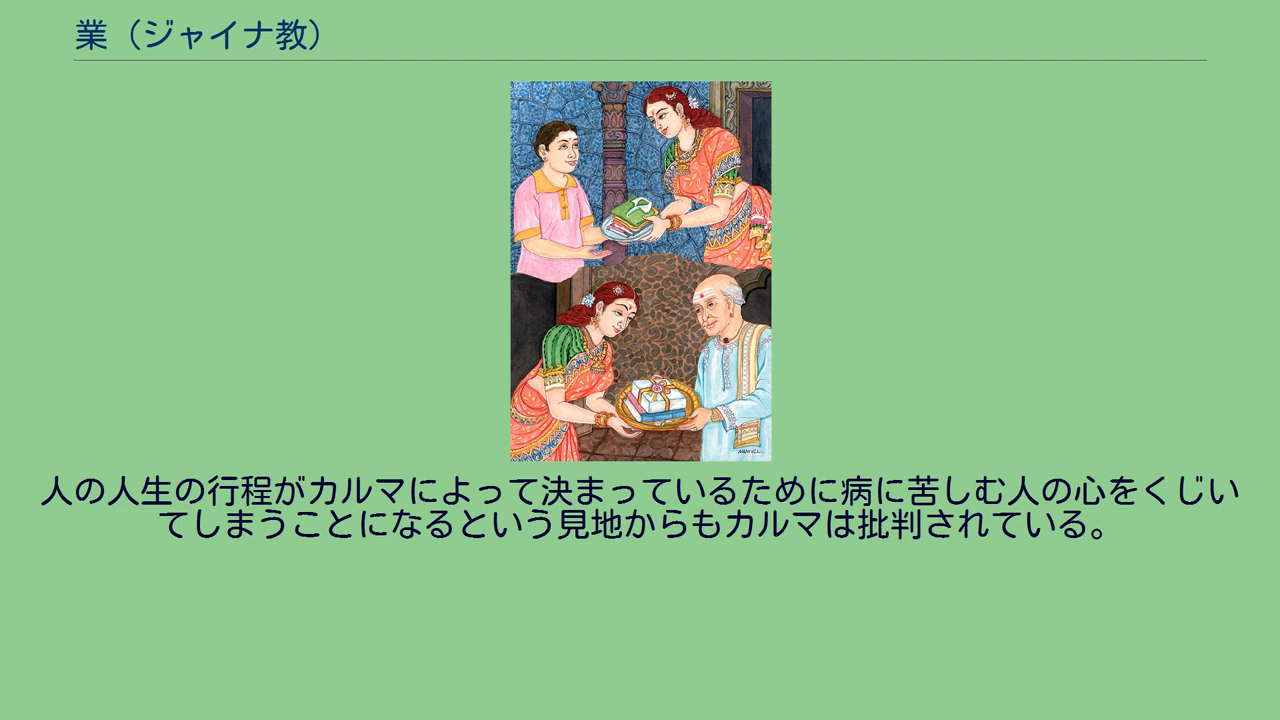 業（ジャイナ教）
人の人生の行程がカルマによって決まっているために病に苦しむ人の心をくじい
てしまうことになるという見地からもカルマは批判されている。